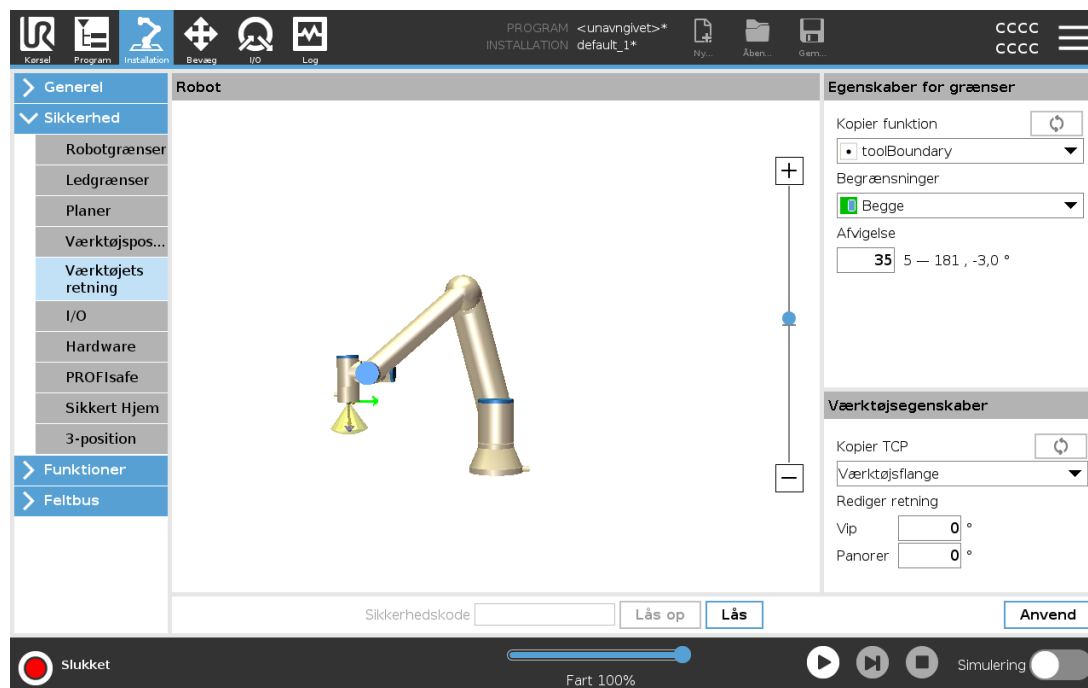 UR
PROGRAM <unavngivet>*
INSTALLATION default_1*
Kørsel
Program
Installation
Bevæg
I/O
Log
Ny...
Åben...
Gem...
cccc
cccc
Generel
Sikkerhed
Robotgrænser
Ledgrænser
Planer
Værktøjspos...
Værktøjets
retning
I/O
Hardware
PROFIsafe
Sikkert Hjem
3-position
Funktioner
Feltbus
Robot
Egenskaber for grænser
Kopier funktion
toolBoundary
Begrænsninger
Begge
Afvigelse
35 5 — 181 , -3,0 °
Værktøjsegenskaber
Kopier TCP
Værktøjsflange
Rediger retning
Vip 0 °
Panorer 0 °
Sikkerhedskode
Lås op
Lås
Anvend
Slukket
Fart 100%
Simulering